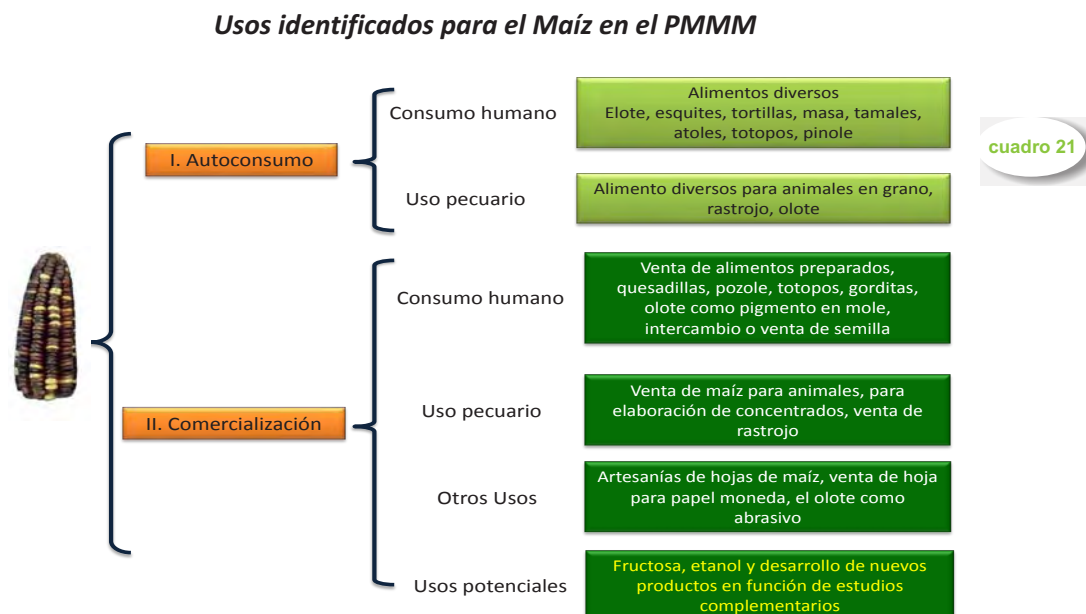 Usos identificados para el Maíz en el PMMM
cuadro 21
I. Autoconsumo
Consumo humano
Alimentos diversos
Elote, esquites, tortillas, masa, tamales,
atoles, totopos, pinole
Uso pecuario
Alimento diversos para animales en grano,
rastrojo, olote
II. Comercialización
Consumo humano
Venta de alimentos preparados,
quesadillas, pozole, totopos, gorditas,
olote como pigmento en mole,
intercambio o venta de semilla
Uso pecuario
Venta de maíz para animales, para
elaboración de concentrados, venta de
rastrojo
Otros Usos
Artesanías de hojas de maíz, venta de hoja
para papel moneda, el olote como
abrasivo
Usos potenciales
Fructosa, etanol y desarrollo de nuevos
productos en función de estudios
complementarios